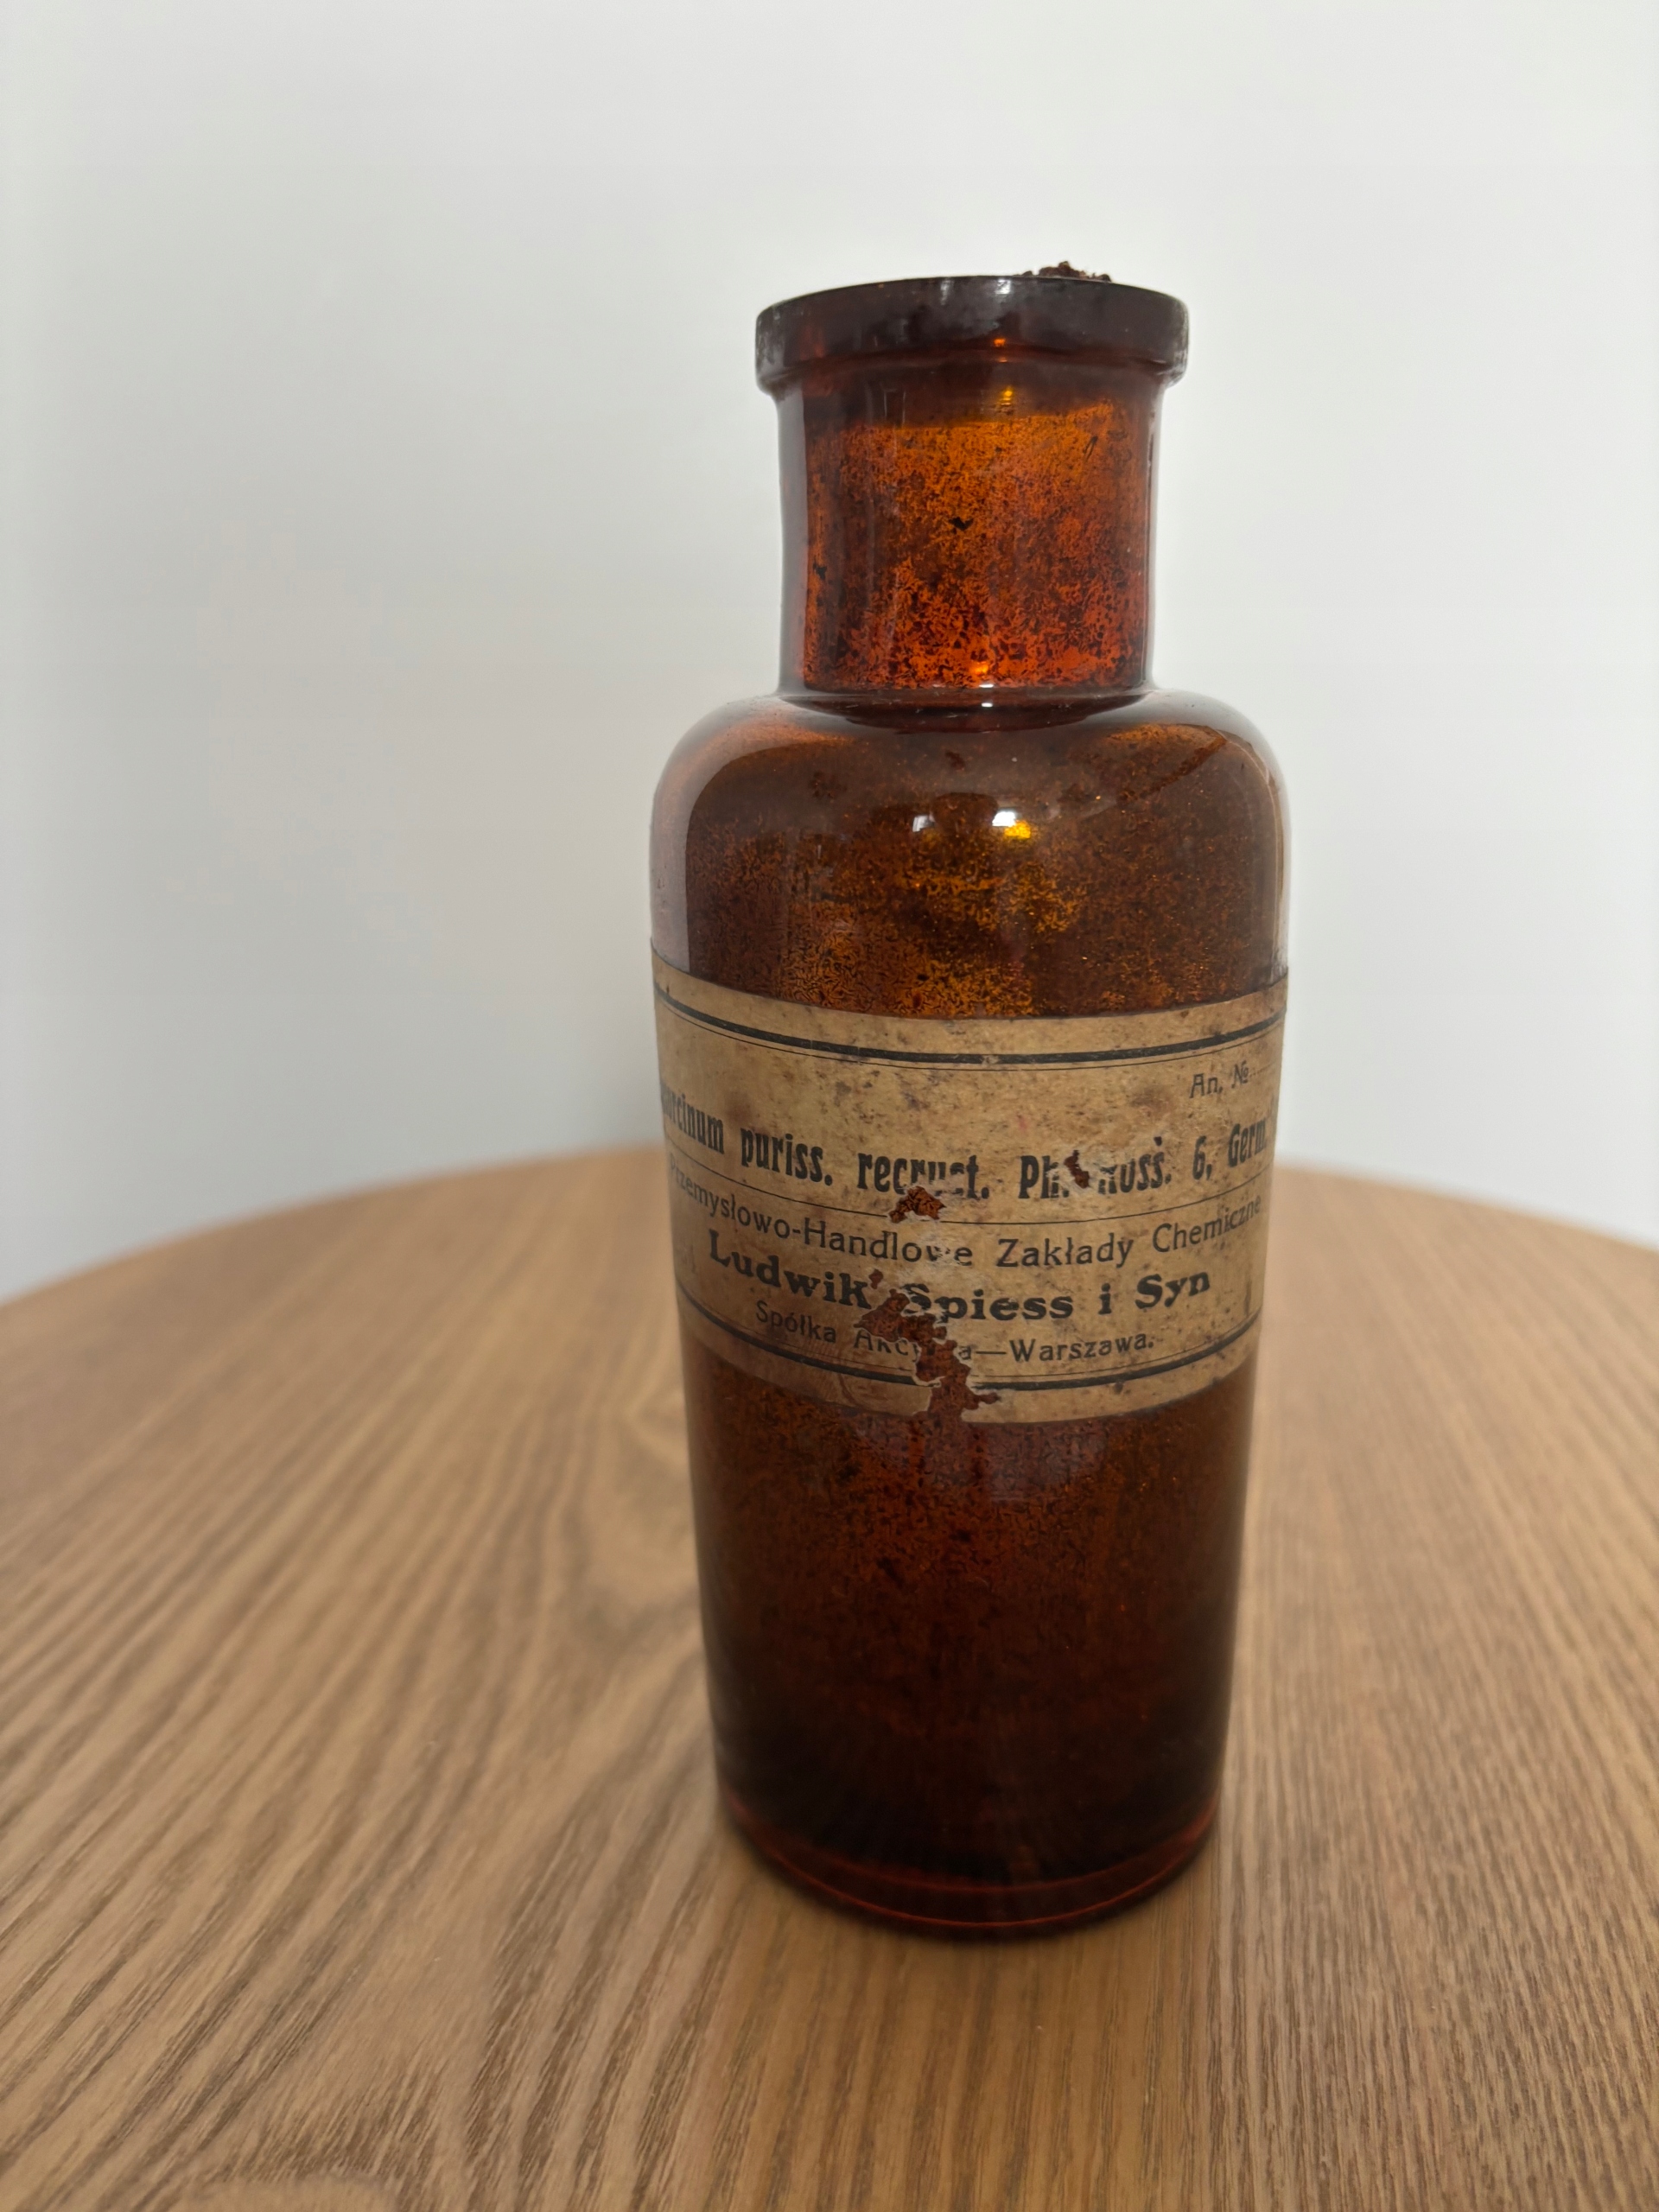 An. №
puriss. recryst. Ph. Ross. 6, Germ.
Przemysłowo-Handlowe Zakłady Chemiczne
Ludwik Spiess i Syn
Spółka Akcyjna—Warszawa.